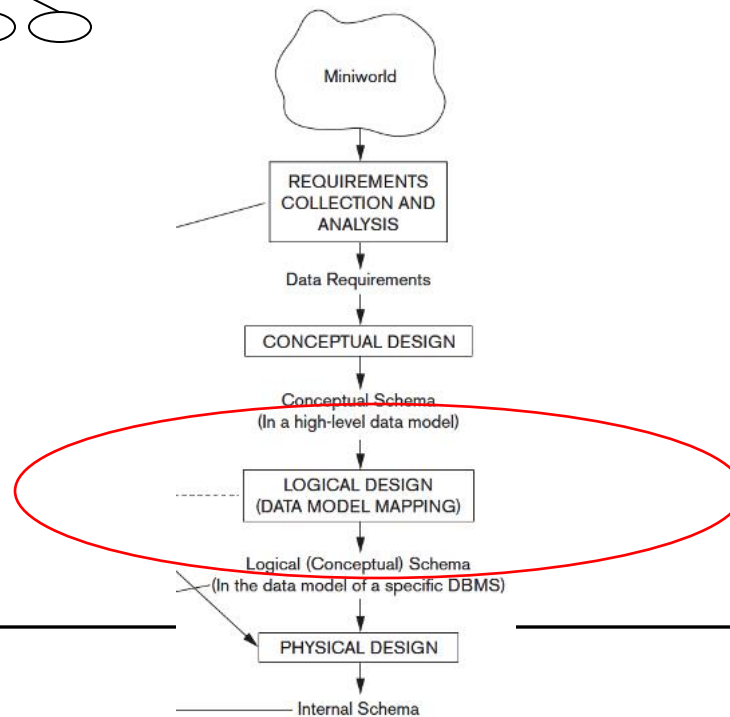 Miniworld
REQUIREMENTS
COLLECTION AND
ANALYSIS
Data Requirements
CONCEPTUAL DESIGN
Conceptual Schema
(In a high-level data model)
LOGICAL DESIGN
(DATA MODEL MAPPING)
Logical (Conceptual) Schema
(In the data model of a specific DBMS)
PHYSICAL DESIGN
Internal Schema